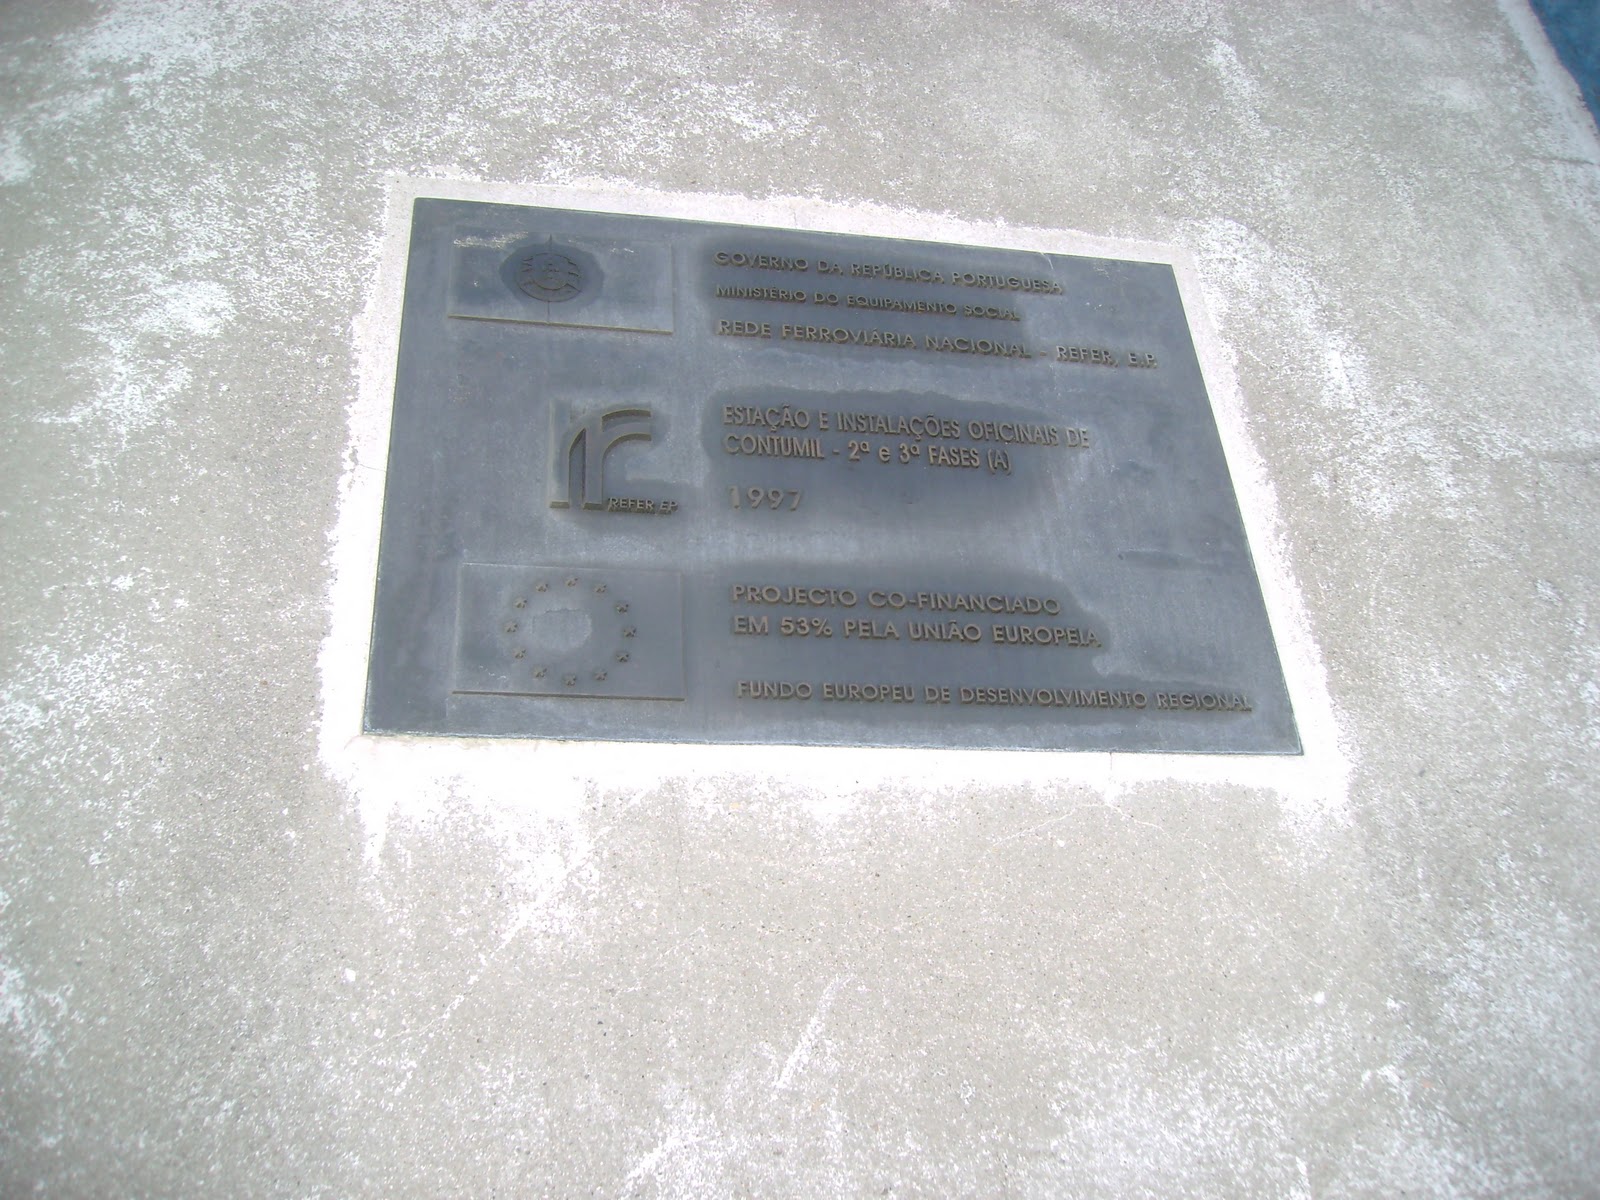 GOVERNO DA REPÚBLICA PORTUGUESA
MINISTÉRIO DO EQUIPAMENTO SOCIAL
REDE FERROVIÁRIA NACIONAL - REFER, E.P.
REFER EP
ESTAÇÃO E INSTALAÇÕES OFICINAIS DE
CONTUMIL - 2ª e 3ª FASES (A)
1997
PROJECTO CO-FINANCIADO
EM 53% PELA UNIÃO EUROPEIA
FUNDO EUROPEU DE DESENVOLVIMENTO REGIONAL